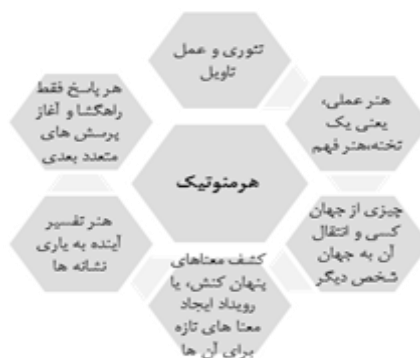 تئوری و عمل
تاویل
هنر عملی،
یعنی یک
تخنه،هنر فهم
چیزی از جهان
کسی و انتقال
آن به جهان
شخص دیگر
کشف معناهای
پنهان کنش، یا
رویداد ایجاد
معنا های تازه
برای آن ها
هنر تفسیر
آینده به یاری
نشانه ها
هر پاسخ فقط
راهگشا و آغاز
پرسش های
متعدد بعدی
هرمنوتیک